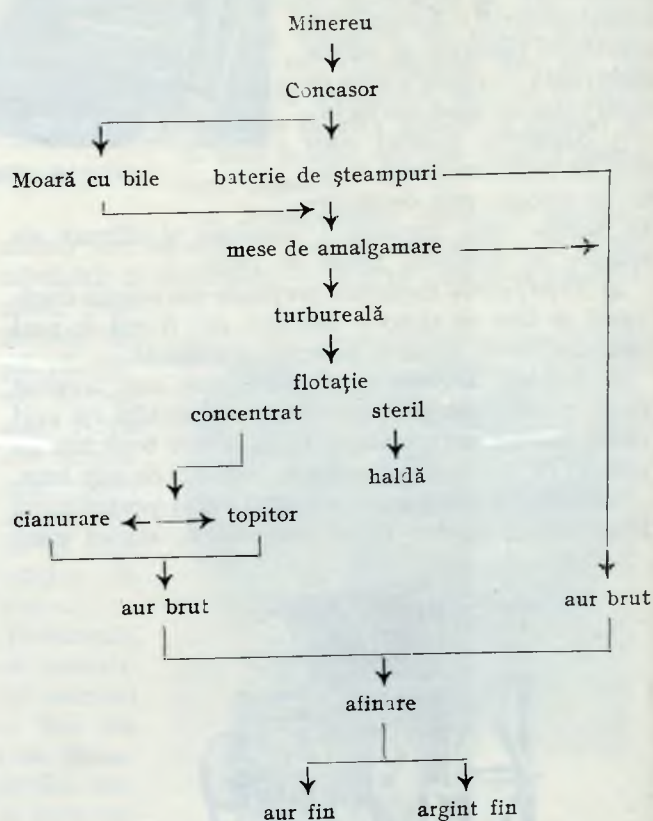 Minereu
Concasor
Moară cu bile baterie de șteampuri
mese de amalgamare
turbureală
flotație
concentrat steril
haldă
cianurare topitor
aur brut aur brut
afinare
aur fin argint fin